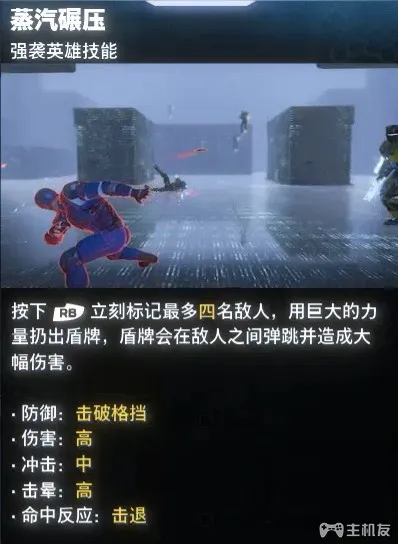 蒸汽碾压
强袭英雄技能
按下 RB 立刻标记最多四名敌人，用巨大的力
量扔出盾牌，盾牌会在敌人之间弹跳并造成大
幅伤害。
· 防御：击破格挡
· 伤害：高
· 冲击：中
· 击晕：高
· 命中反应：击退
主机友